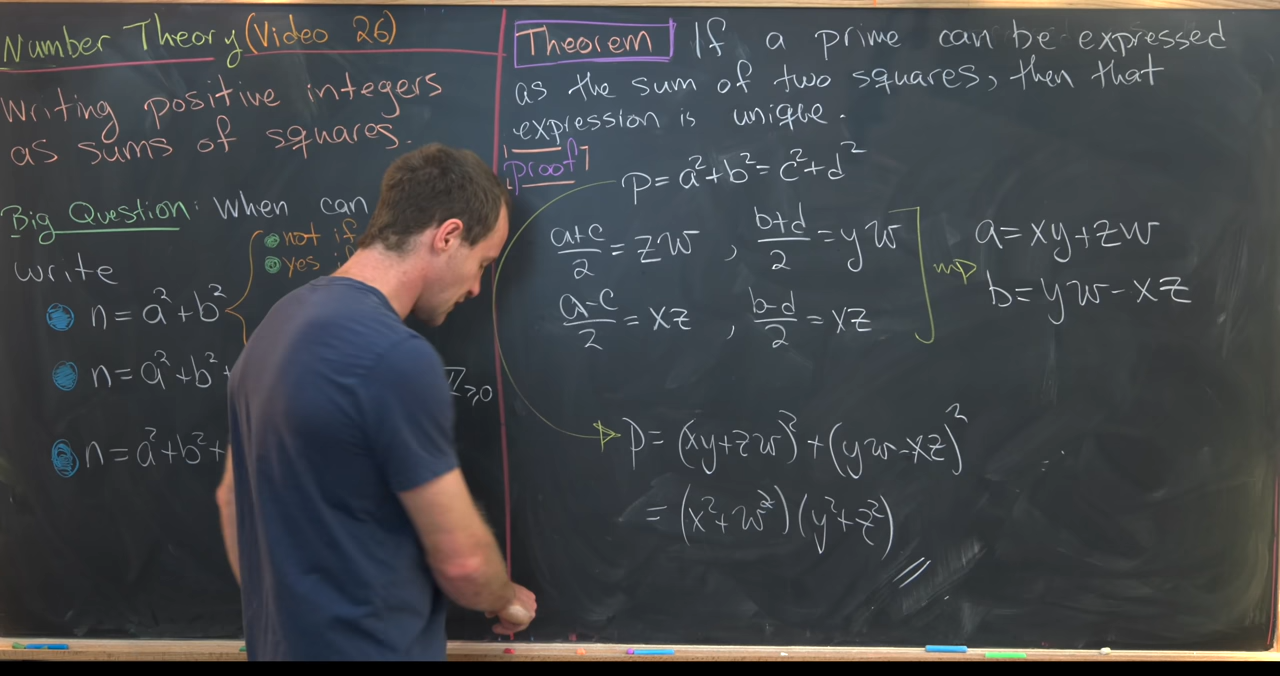 Number Theory (Video 26)
Writing positive integers
as sums of squares.
Big Question: When can
write
not if
yes if
n = a² + b²
n = a² + b² +
ℤ≥0
n = a² + b² +
Theorem If a prime can be expressed
as the sum of two squares, then that
expression is unique.
Proof
p = a² + b² = c² + d²
(a+c)/2 = zw , (b+d)/2 = yw
(a-c)/2 = xz , (b-d)/2 = xz
a = xy + zw
b = yw - xz
p = (xy + zw)² + (yw - xz)²
= (x² + w²)(y² + z²)